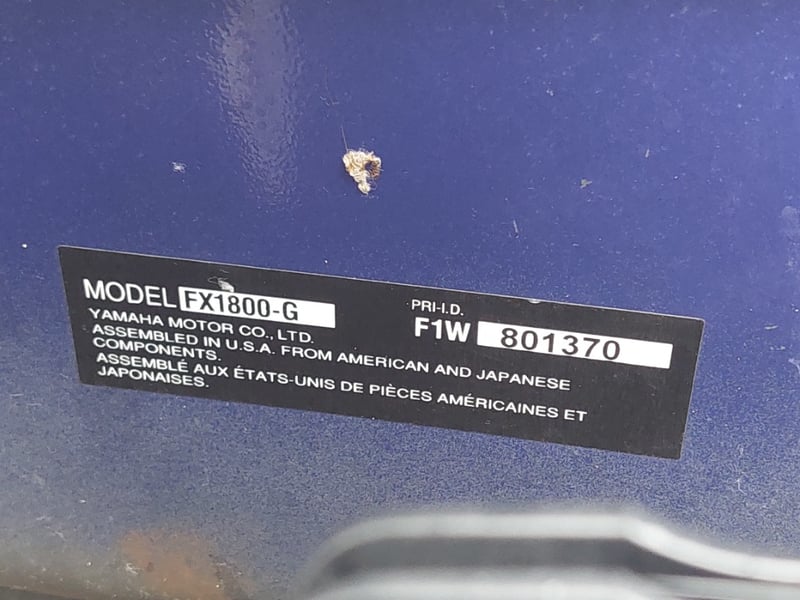 MODEL FX1800-G
PRI-I.D.
F1W 801370
YAMAHA MOTOR CO., LTD.
ASSEMBLED IN U.S.A. FROM AMERICAN AND JAPANESE
COMPONENTS.
ASSEMBLÉ AUX ÉTATS-UNIS DE PIÈCES AMÉRICAINES ET
JAPONAISES.